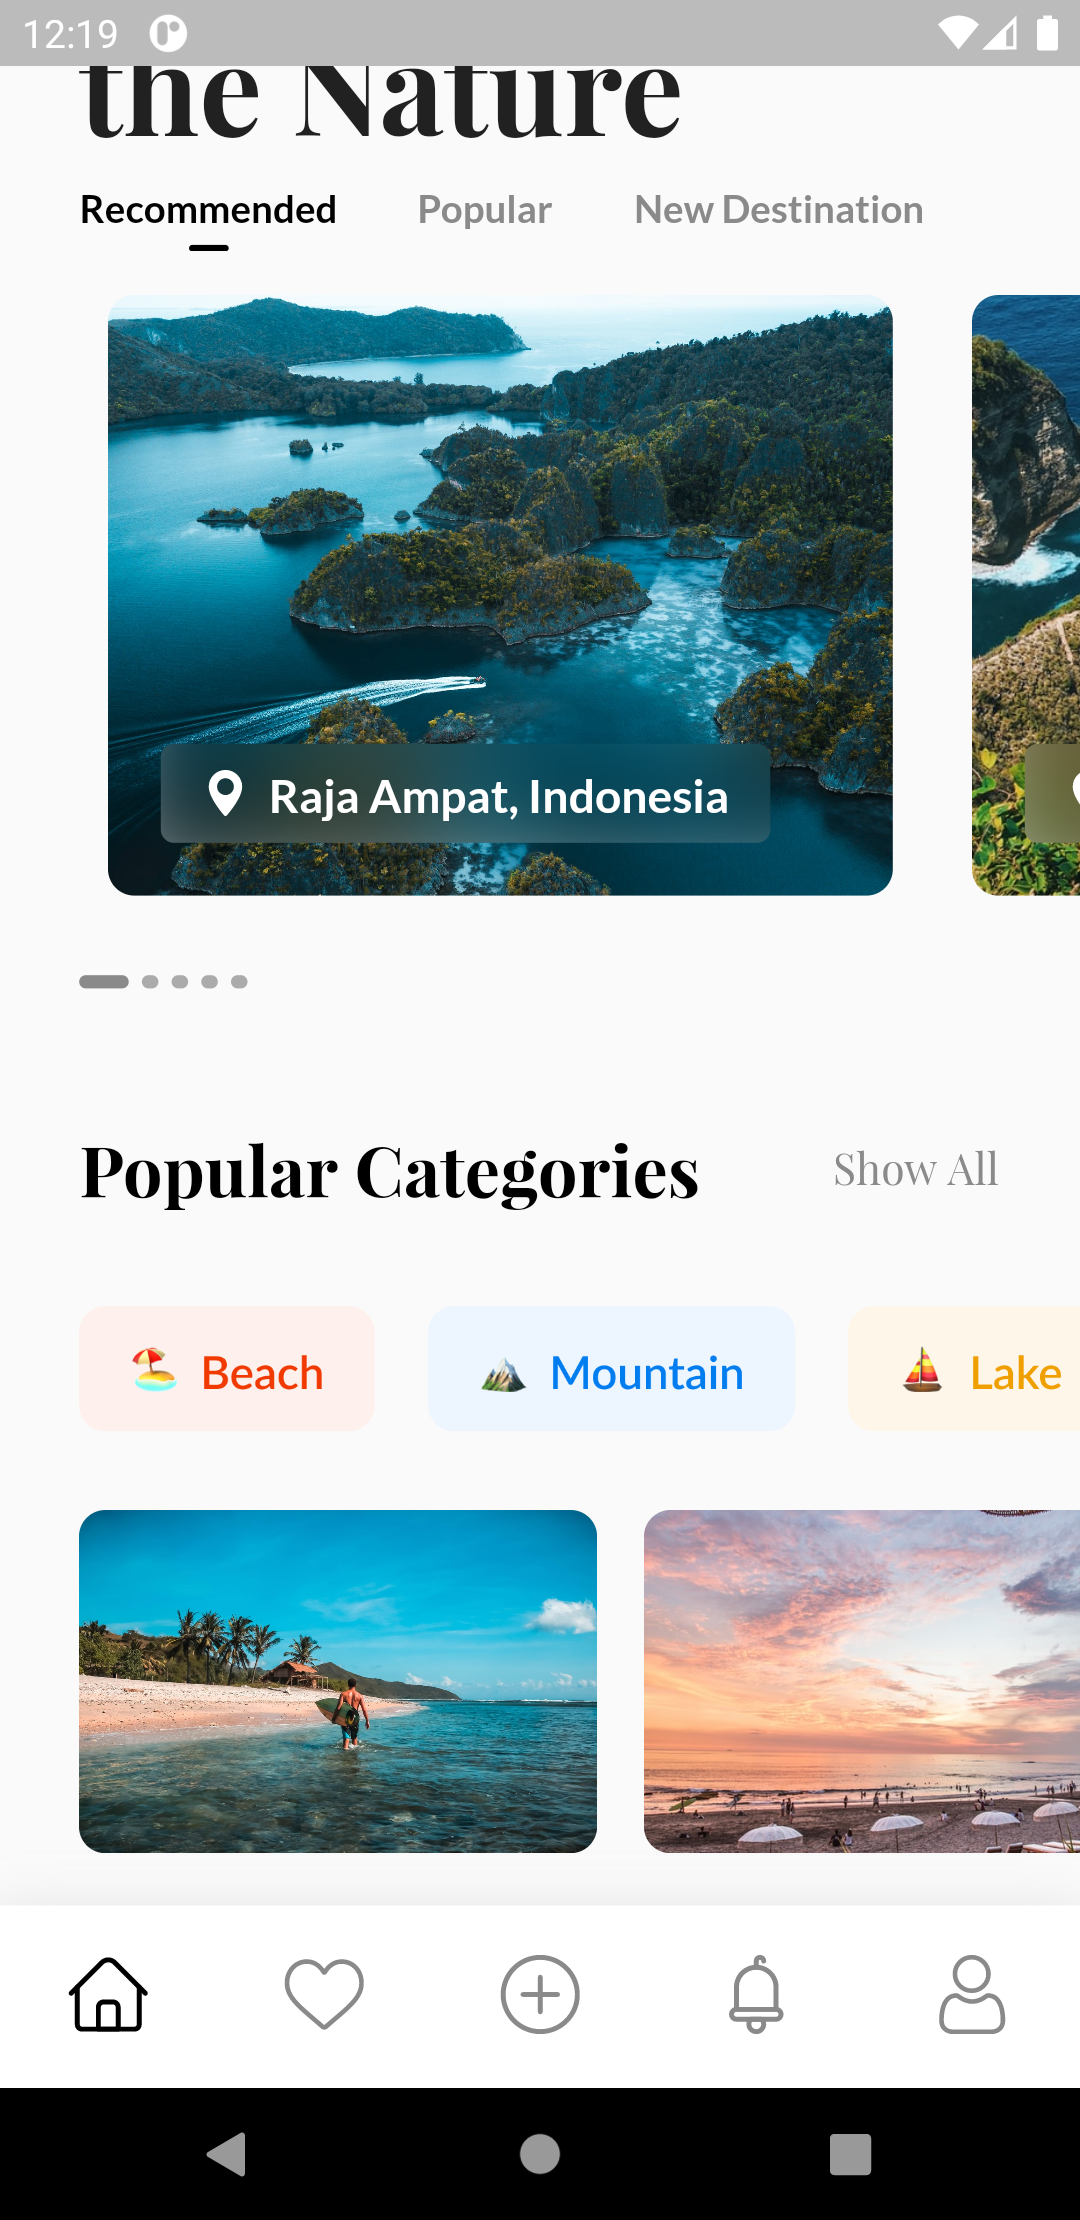 12:19
the Nature
Recommended Popular New Destination
Raja Ampat, Indonesia
Popular Categories Show All
Beach Mountain Lake